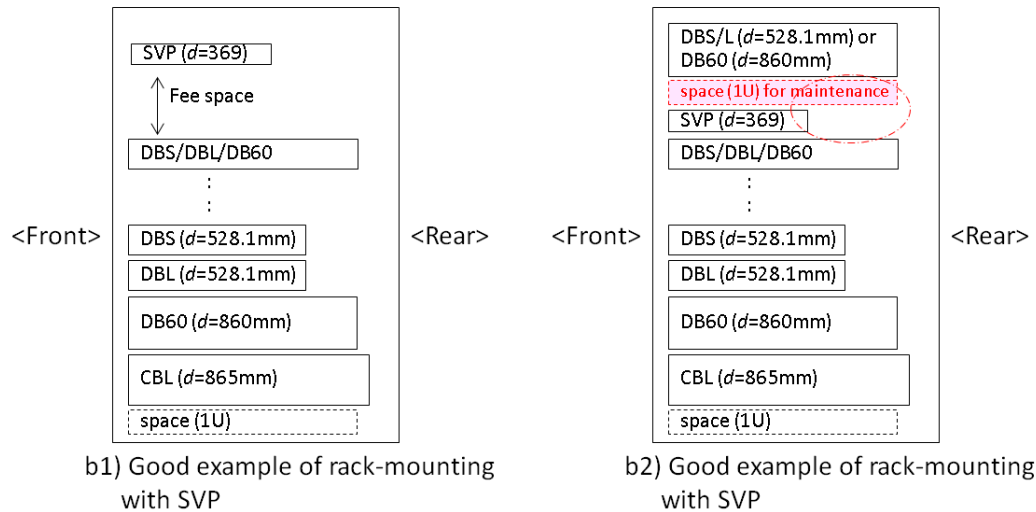 SVP (d=369)
Fee space
DBS/DBL/DB60
:
:
<Front>
<Rear>
DBS (d=528.1mm)
DBL (d=528.1mm)
DB60 (d=860mm)
CBL (d=865mm)
space (1U)
b1) Good example of rack-mounting
with SVP
DBS/L (d=528.1mm) or
DB60 (d=860mm)
space (1U) for maintenance
SVP (d=369)
DBS/DBL/DB60
:
:
<Front>
<Rear>
DBS (d=528.1mm)
DBL (d=528.1mm)
DB60 (d=860mm)
CBL (d=865mm)
space (1U)
b2) Good example of rack-mounting
with SVP